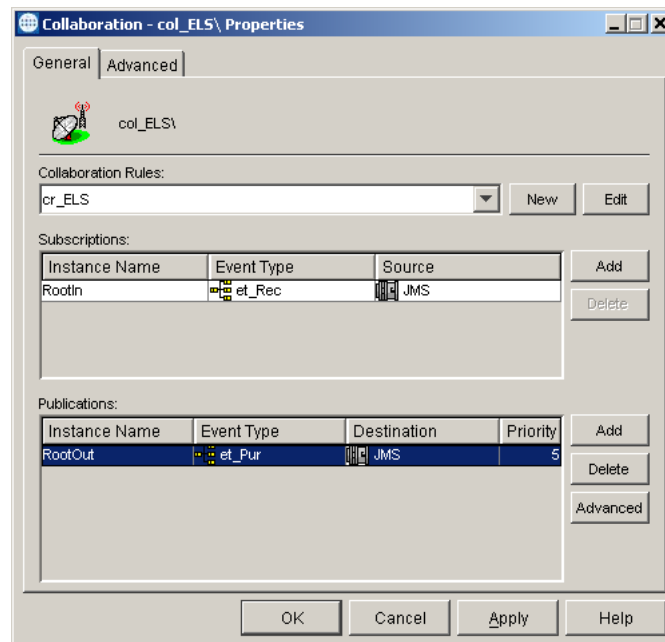 Collaboration - col_ELS\ Properties
General Advanced
col_ELS\
Collaboration Rules:
cr_ELS New Edit
Subscriptions:
Instance Name Event Type Source Add
RootIn et_Rec JMS
Delete
Publications:
Instance Name Event Type Destination Priority Add
RootOut et_Pur JMS 5
Delete
Advanced
OK Cancel Apply Help